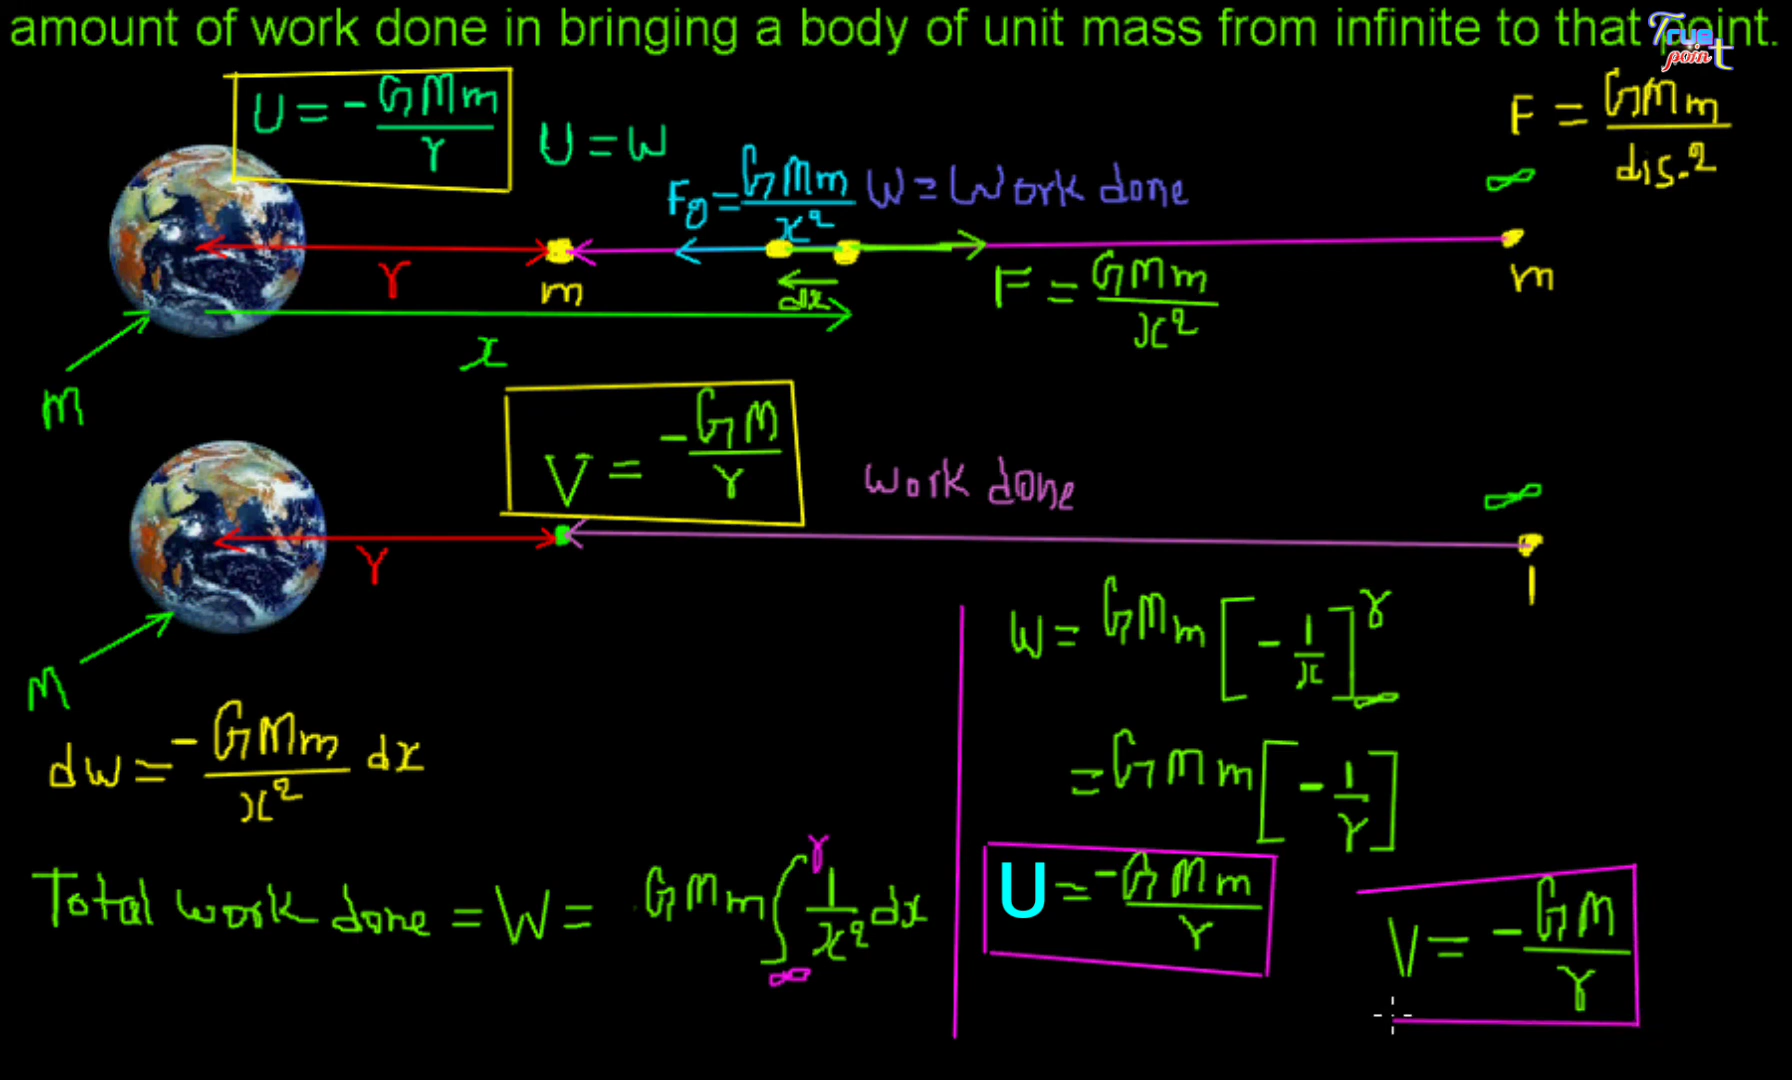 amount of work done in bringing a body of unit mass from infinite to that point.
True point
U = - GMm / r
U = W
Fg = GMm / x²
W = Work done
F = GMm / dis.²
∞
r
m
dx
F = GMm / x²
m
x
M
V = -GM / r
Work done
∞
r
1
M
dw = -GMm / x² dx
Total work done = W = GMm ∫ r ∞ 1 / x² dx
W = GMm [ - 1 / x ] r ∞
= GMm [ - 1 / r ]
U = -GMm / r
V = - GM / r